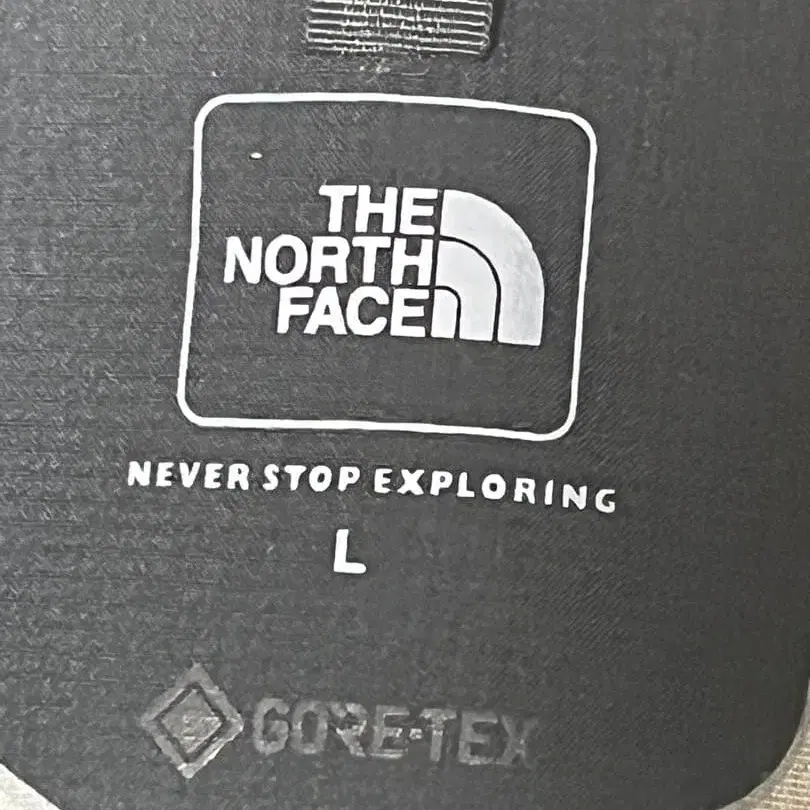 THE
NORTH
FACE
NEVER STOP EXPLORING
L
GORE-TEX